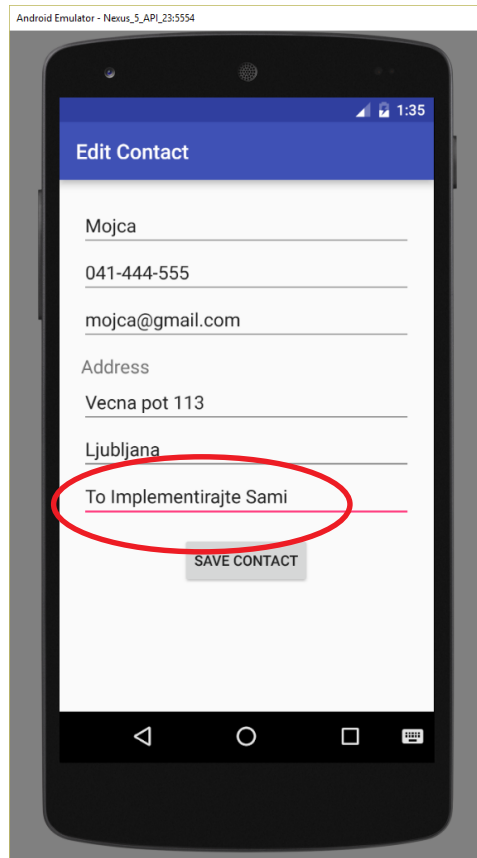 Android Emulator - Nexus_5_API_23:5554
1:35
Edit Contact
Mojca
041-444-555
mojca@gmail.com
Address
Vecna pot 113
Ljubljana
To Implementirajte Sami
SAVE CONTACT